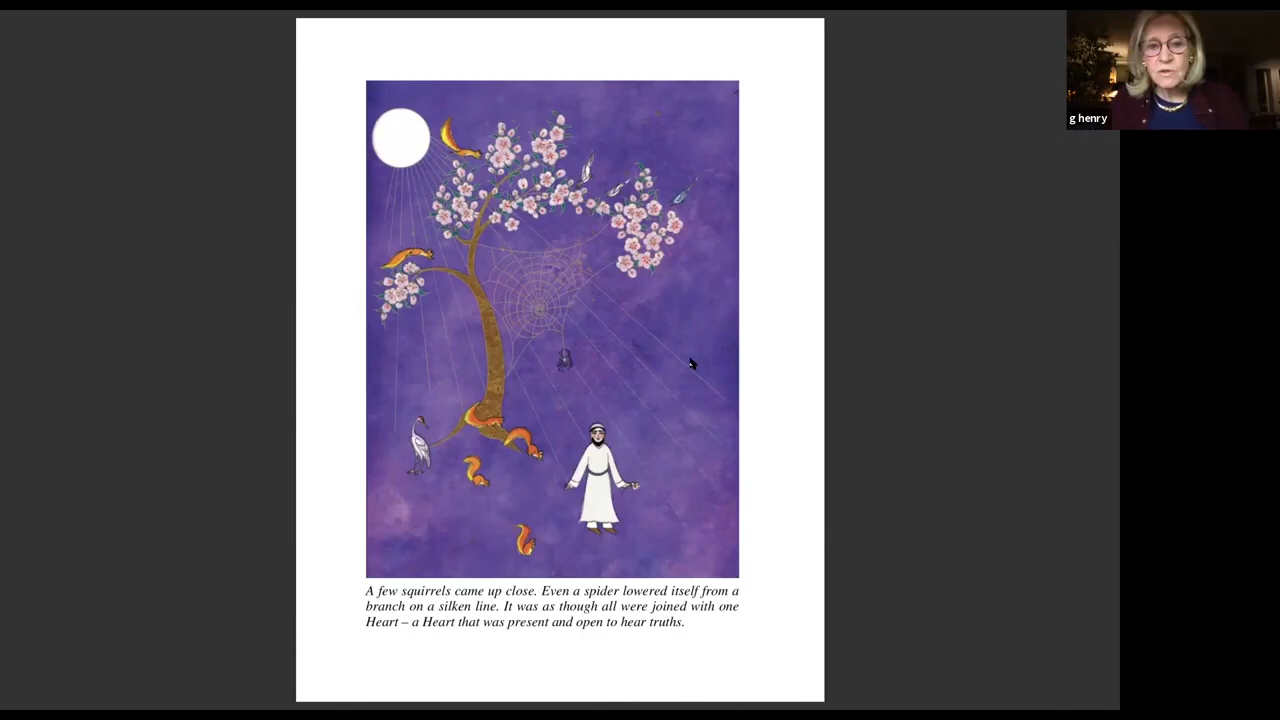 g henry
A few squirrels came up close. Even a spider lowered itself from a
branch on a silken line. It was as though all were joined with one
Heart – a Heart that was present and open to hear truths.